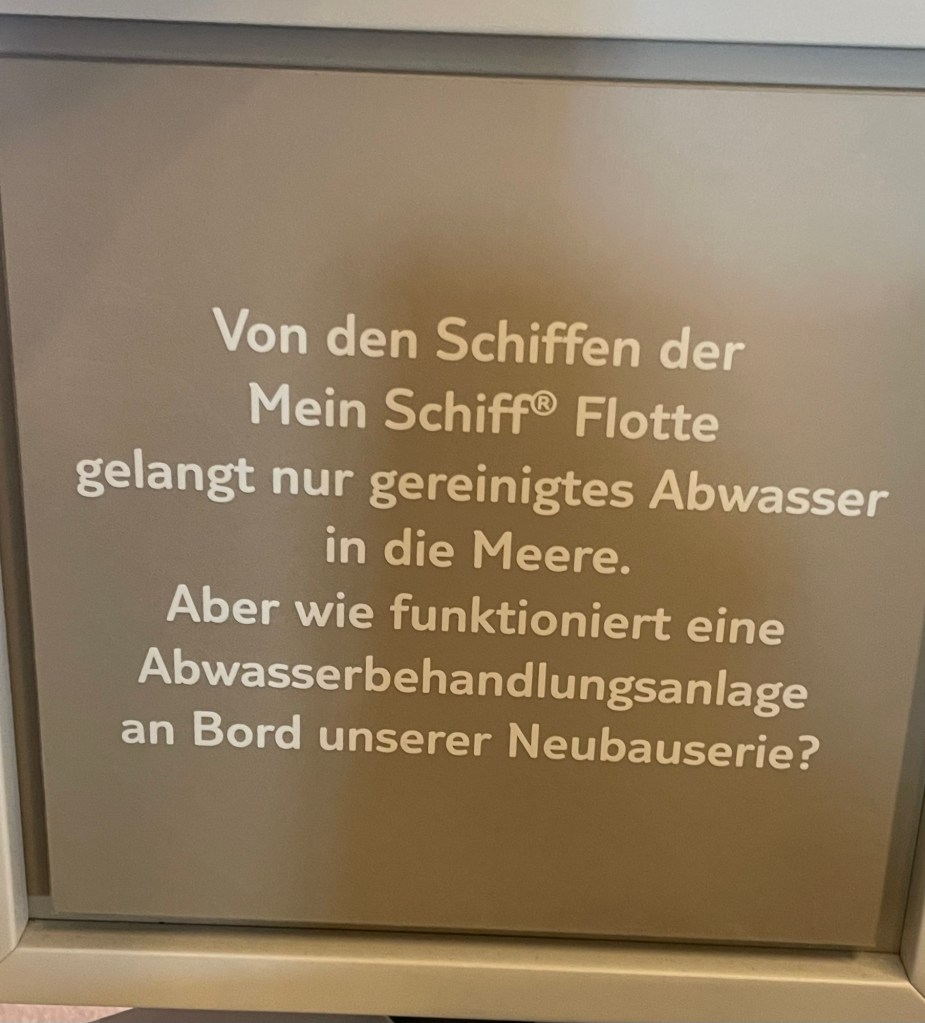 Von den Schiffen der
Mein Schiff® Flotte
gelangt nur gereinigtes Abwasser
in die Meere.
Aber wie funktioniert eine
Abwasserbehandlungsanlage
an Bord unserer Neubauserie?